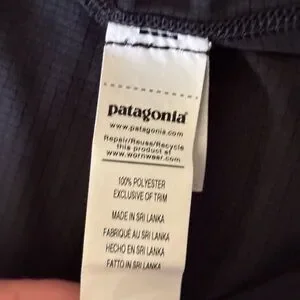 patagonia®
www.patagonia.com
Repair/Reuse/Recycle
this product at
www.wornwear.com
100% POLYESTER
EXCLUSIVE OF TRIM
MADE IN SRI LANKA
FABRIQUÉ AU SRI LANKA
HECHO EN SRI LANKA
FATTO IN SRI LANKA